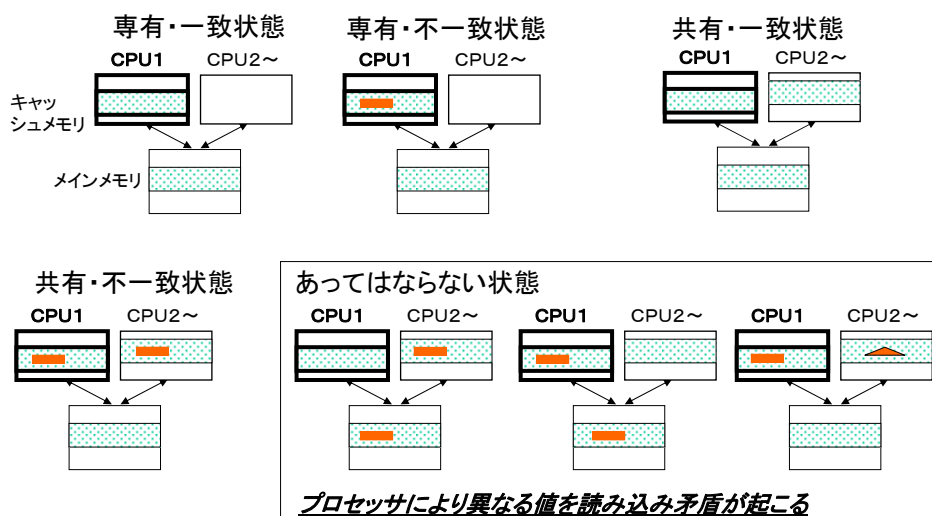 専有・一致状態 専有・不一致状態 共有・一致状態
CPU1 CPU2～ CPU1 CPU2～ CPU1 CPU2～
キャッ
シュメモリ
メインメモリ
共有・不一致状態 あってはならない状態
CPU1 CPU2～ CPU1 CPU2～ CPU1 CPU2～ CPU1 CPU2～
プロセッサにより異なる値を読み込み矛盾が起こる